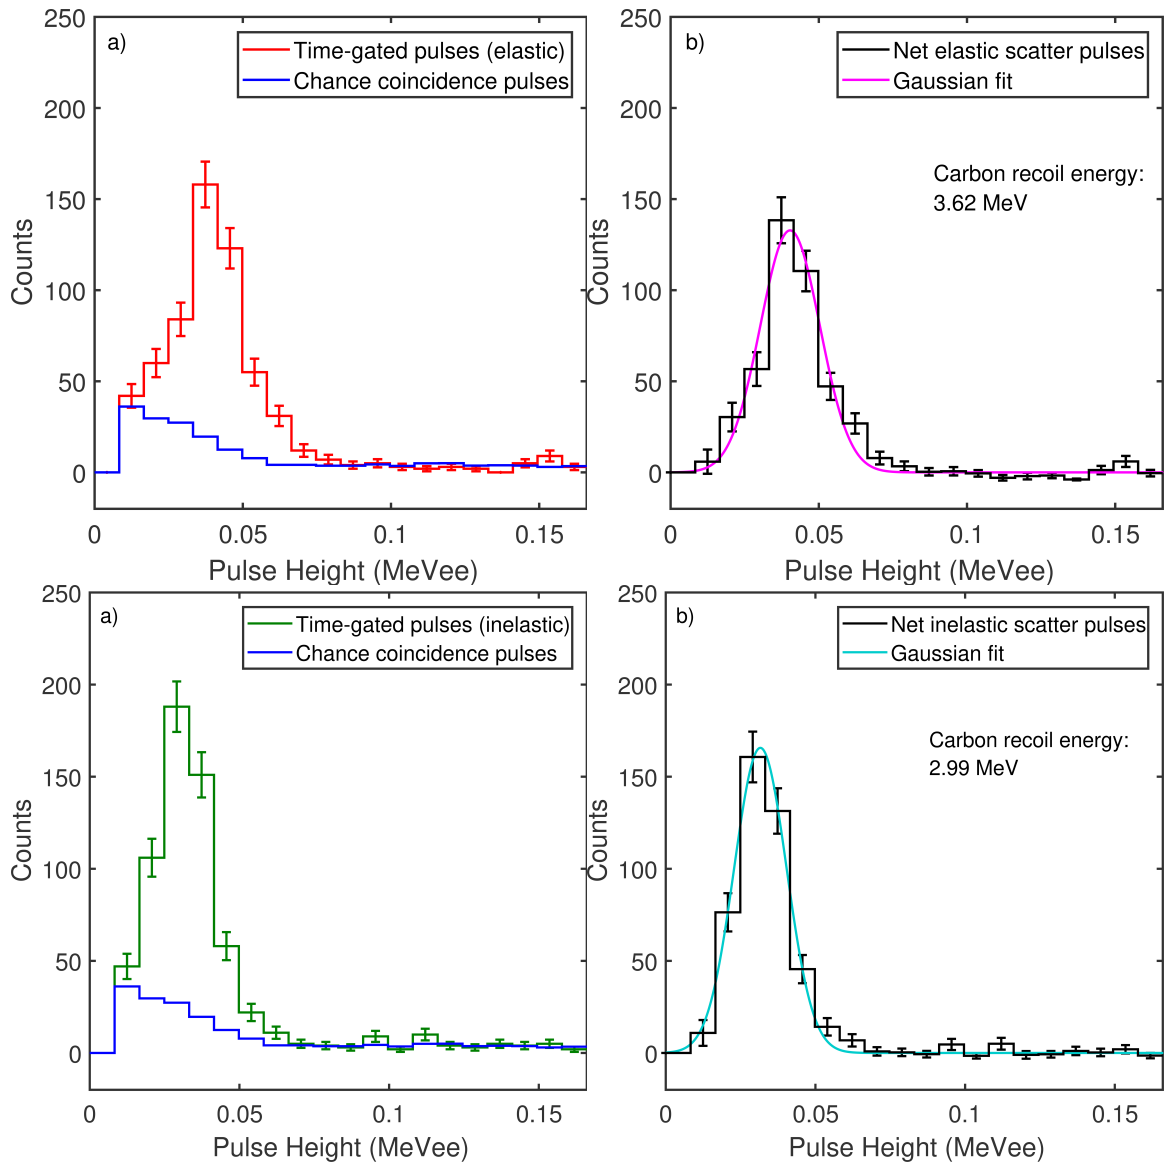 250
200
150
100
50
0
Counts
a)
Time-gated pulses (elastic)
Chance coincidence pulses
0
0.05
0.1
0.15
Pulse Height (MeVee)
250
200
150
100
50
0
Counts
b)
Net elastic scatter pulses
Gaussian fit
Carbon recoil energy:
3.62 MeV
0
0.05
0.1
0.15
Pulse Height (MeVee)
250
200
150
100
50
0
Counts
a)
Time-gated pulses (inelastic)
Chance coincidence pulses
0
0.05
0.1
0.15
Pulse Height (MeVee)
250
200
150
100
50
0
Counts
b)
Net inelastic scatter pulses
Gaussian fit
Carbon recoil energy:
2.99 MeV
0
0.05
0.1
0.15
Pulse Height (MeVee)